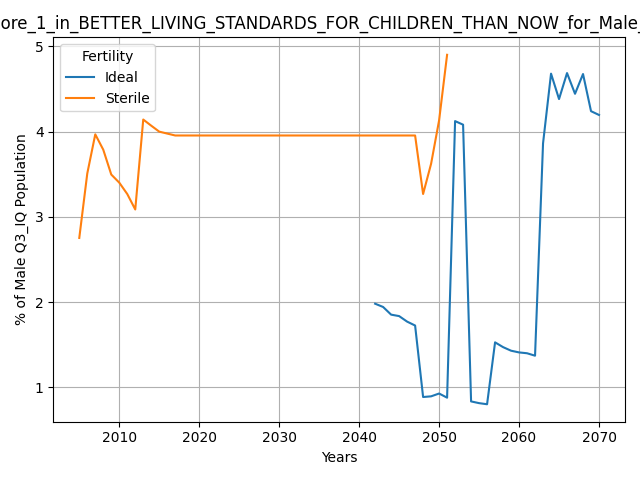 ore_1_in_BETTER_LIVING_STANDARDS_FOR_CHILDREN_THAN_NOW_for_Male_
Fertility
Ideal
Sterile
% of Male Q3_IQ Population
5
4
3
2
1
2010 2020 2030 2040 2050 2060 2070
Years